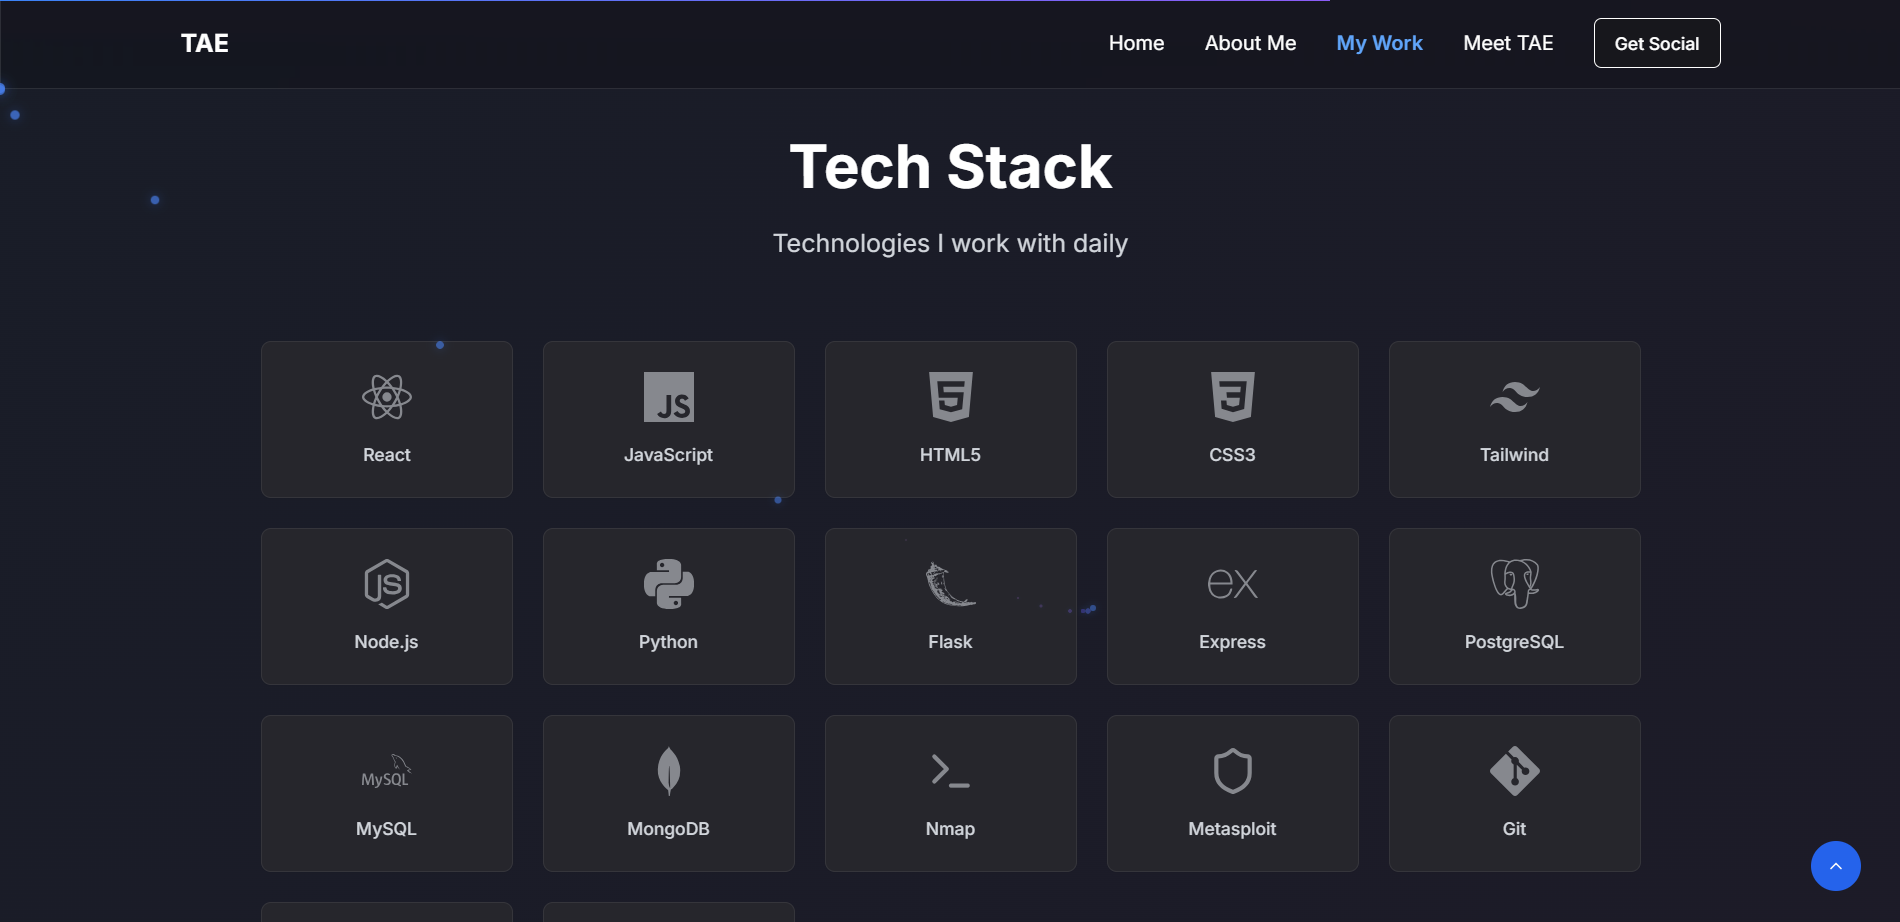 TAE
Home
About Me
My Work
Meet TAE
Get Social
Tech Stack
Technologies I work with daily
JS
React
JavaScript
HTML5
CSS3
Tailwind
JS
ex
Node.js
Python
Flask
Express
PostgreSQL
MySQL
MySQL
MongoDB
Nmap
Metasploit
Git